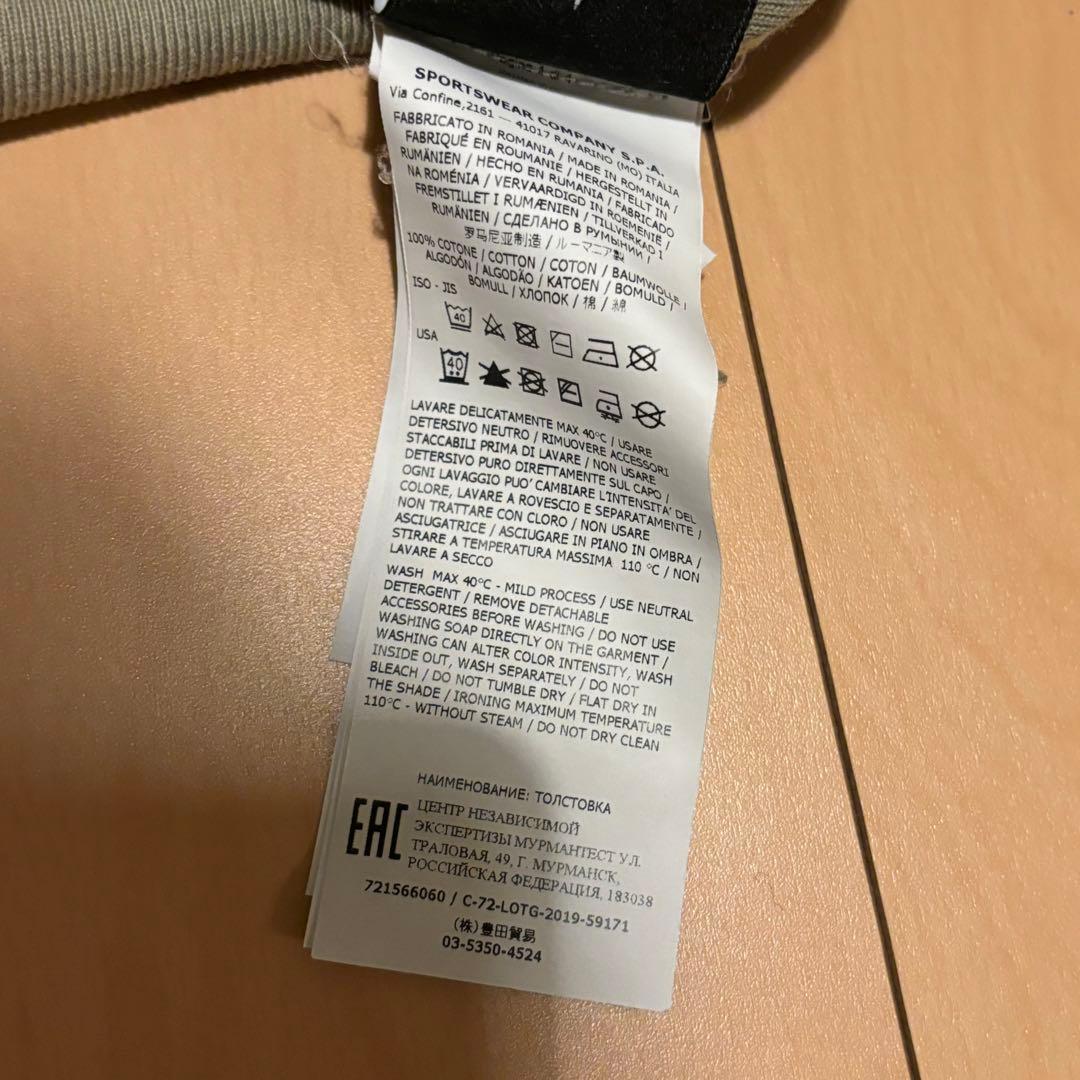 SPORTSWEAR COMPANY S.P.A.
Via Confine,2161 — 41017 RAVARINO (MO) ITALIA
FABBRICATO IN ROMANIA / MADE IN ROMANIA /
FABRIQUÉ EN ROUMANIE / HERGESTELLT IN
RUMÄNIEN / HECHO EN RUMANIA / FABRICADO
NA ROMÉNIA / VERVAARDIGD IN ROEMENIE /
FREMSTILLET I RUMÆNIEN / TILLVERKAD I
RUMÄNIEN / СДЕЛАНО В РУМЫНИИ /
罗马尼亚制造 / ルーマニア製
100% COTONE / COTTON / COTON / BAUMWOLLE /
ALGODÓN / ALGODÃO / KATOEN / BOMULD /
BOMULL / ХЛОПОК / 棉 / 綿
ISO - JIS
40
USA
40
LAVARE DELICATAMENTE MAX 40°C / USARE
DETERSIVO NEUTRO / RIMUOVERE ACCESSORI
STACCABILI PRIMA DI LAVARE / NON USARE
DETERSIVO PURO DIRETTAMENTE SUL CAPO /
OGNI LAVAGGIO PUO' CAMBIARE L'INTENSITA' DEL
COLORE, LAVARE A ROVESCIO E SEPARATAMENTE /
NON TRATTARE CON CLORO / NON USARE
ASCIUGATRICE / ASCIUGARE IN PIANO IN OMBRA /
STIRARE A TEMPERATURA MASSIMA 110 °C / NON
LAVARE A SECCO
WASH MAX 40°C - MILD PROCESS / USE NEUTRAL
DETERGENT / REMOVE DETACHABLE
ACCESSORIES BEFORE WASHING / DO NOT USE
WASHING SOAP DIRECTLY ON THE GARMENT /
WASHING CAN ALTER COLOR INTENSITY, WASH
INSIDE OUT, WASH SEPARATELY / DO NOT
BLEACH / DO NOT TUMBLE DRY / FLAT DRY IN
THE SHADE / IRONING MAXIMUM TEMPERATURE
110°C - WITHOUT STEAM / DO NOT DRY CLEAN
НАИМЕНОВАНИЕ: ТОЛСТОВКА
EAC
ЦЕНТР НЕЗАВИСИМОЙ
ЭКСПЕРТИЗЫ МУРМАНТЕСТ УЛ.
ТРАЛОВАЯ, 49, Г. МУРМАНСК,
РОССИЙСКАЯ ФЕДЕРАЦИЯ, 183038
721566060 / C-72-LOTG-2019-59171
(株)豊田貿易
03-5350-4524